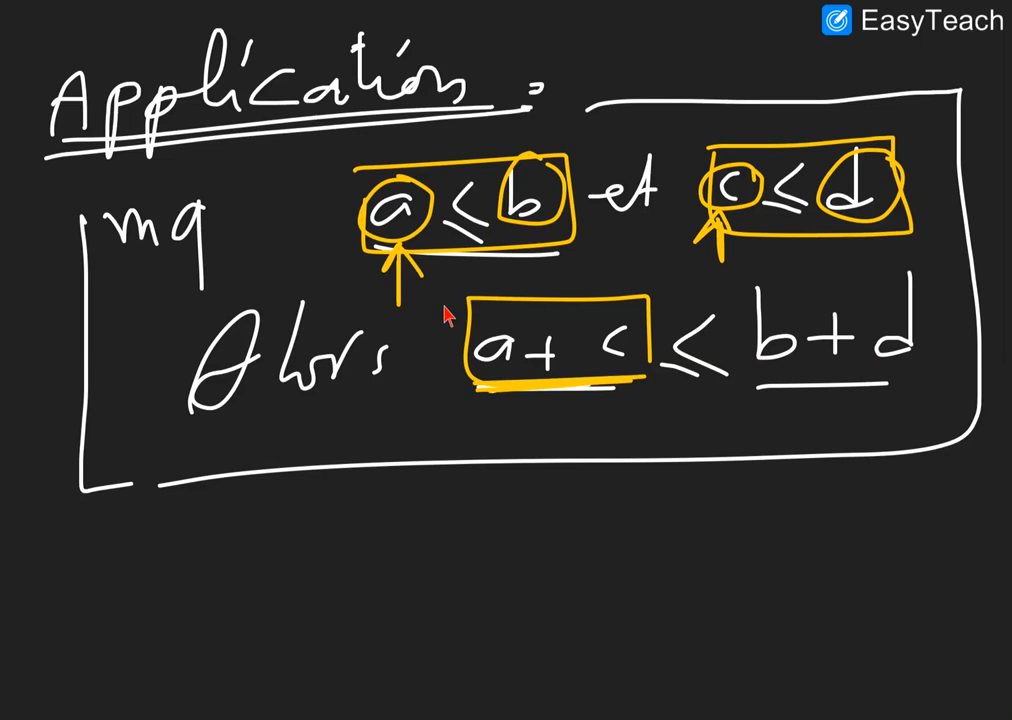 EasyTeach
Application :
mq a ≤ b et c ≤ d
Alors a + c ≤ b + d